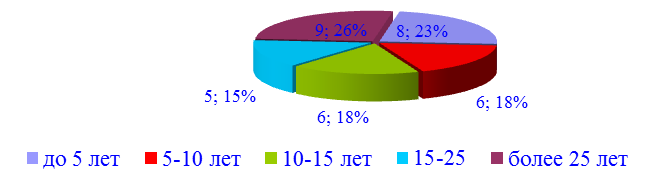 9; 26%
8; 23%
5; 15%
6; 18%
6; 18%
до 5 лет
5-10 лет
10-15 лет
15-25
более 25 лет